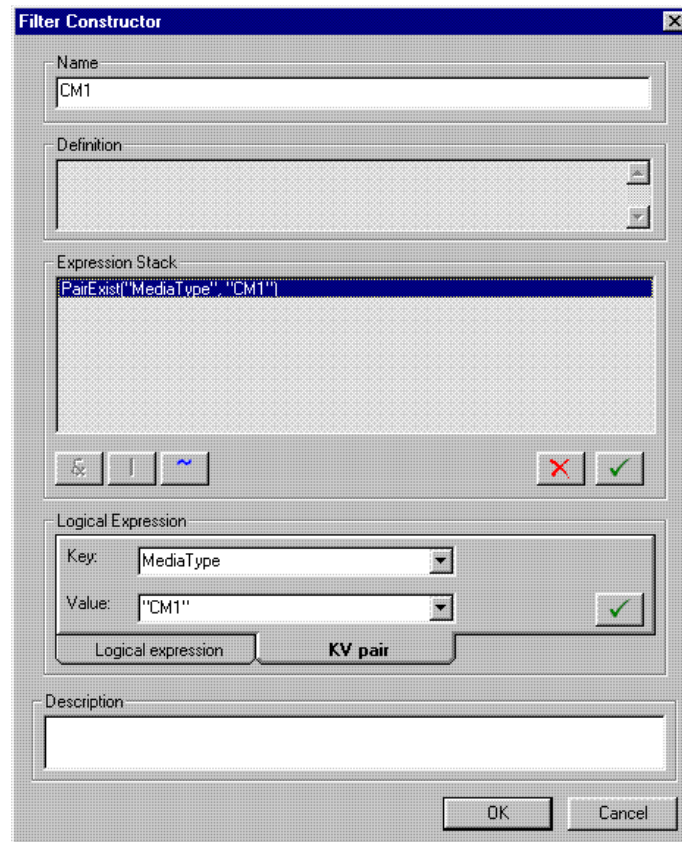 Filter Constructor
Name
CM1
Definition
Expression Stack
PairExist("MediaType", "CM1")
& | ~
Logical Expression
Key: MediaType
Value: "CM1"
Logical expression KV pair
Description
OK Cancel